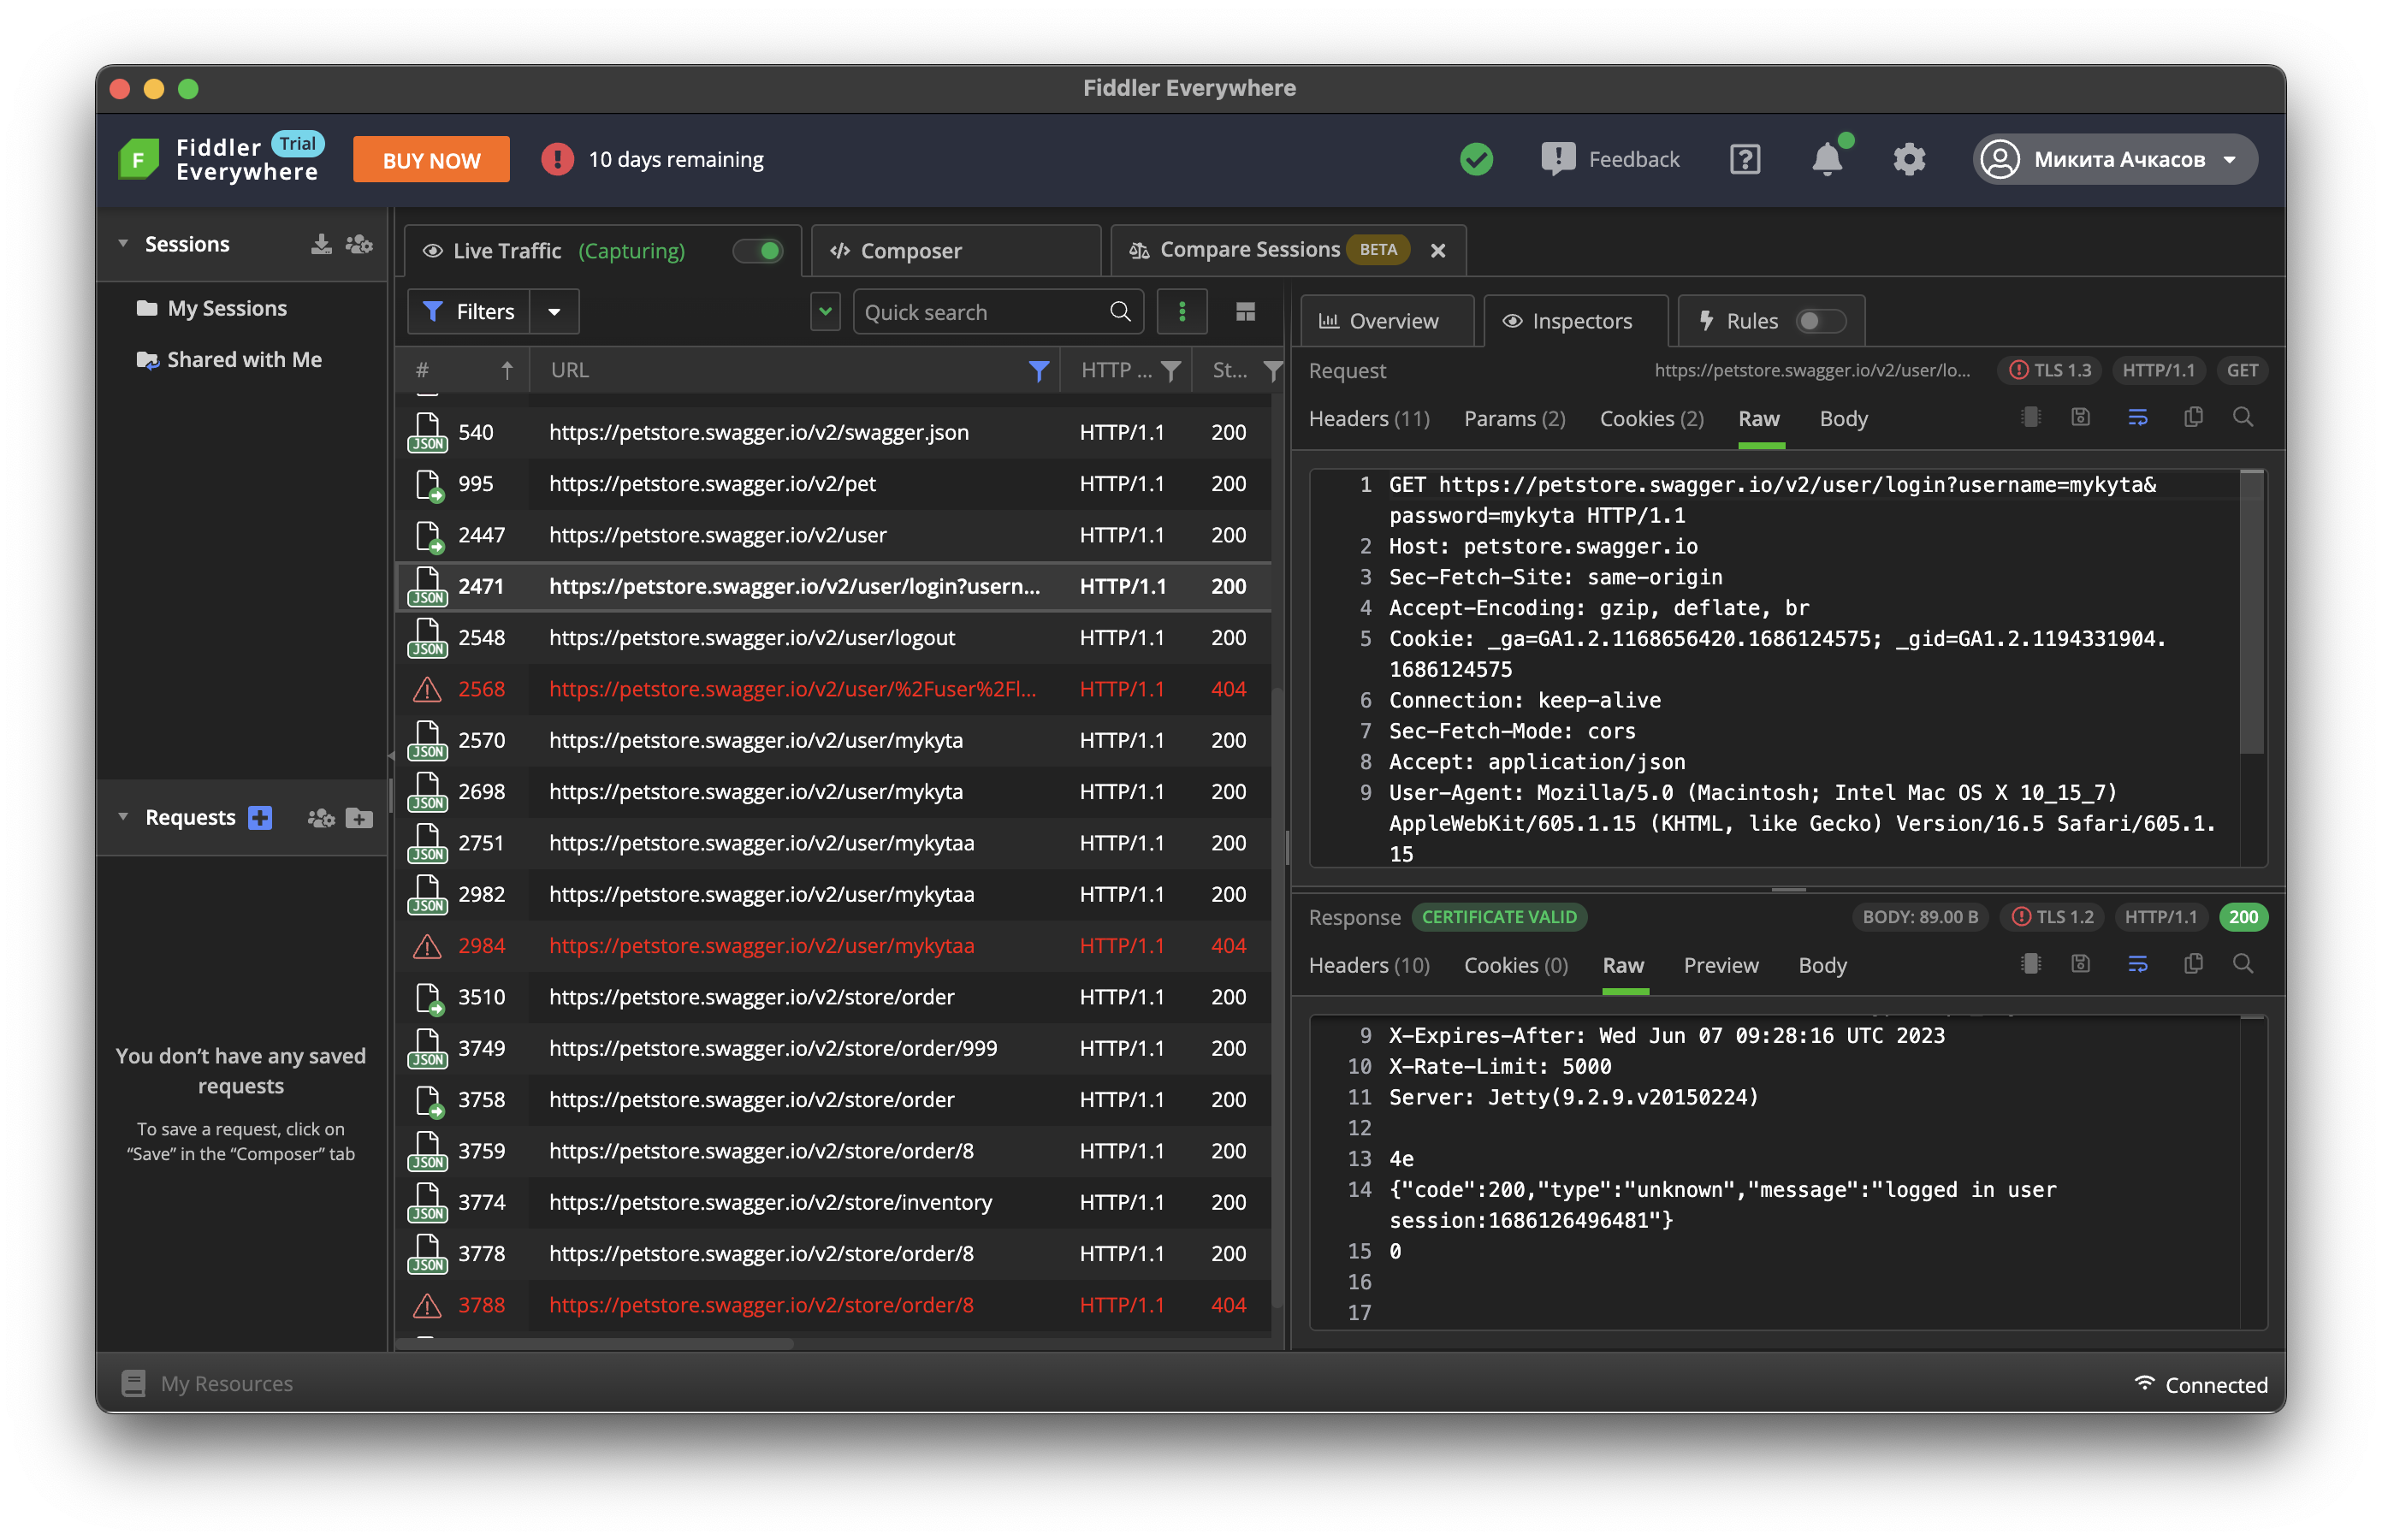 Fiddler Everywhere
Fiddler Everywhere Trial
BUY NOW
10 days remaining
Feedback
Микита Ачкасов
Sessions
My Sessions
Shared with Me
Requests
You don’t have any saved
requests
To save a request, click on
“Save” in the “Composer” tab
Live Traffic (Capturing)
Composer
Compare Sessions BETA
Filters
Quick search
# URL HTTP ... St...
JSON 540 https://petstore.swagger.io/v2/swagger.json HTTP/1.1 200
995 https://petstore.swagger.io/v2/pet HTTP/1.1 200
2447 https://petstore.swagger.io/v2/user HTTP/1.1 200
JSON 2471 https://petstore.swagger.io/v2/user/login?usern... HTTP/1.1 200
JSON 2548 https://petstore.swagger.io/v2/user/logout HTTP/1.1 200
2568 https://petstore.swagger.io/v2/user/%2Fuser%2Fl... HTTP/1.1 404
JSON 2570 https://petstore.swagger.io/v2/user/mykyta HTTP/1.1 200
JSON 2698 https://petstore.swagger.io/v2/user/mykyta HTTP/1.1 200
JSON 2751 https://petstore.swagger.io/v2/user/mykytaa HTTP/1.1 200
JSON 2982 https://petstore.swagger.io/v2/user/mykytaa HTTP/1.1 200
2984 https://petstore.swagger.io/v2/user/mykytaa HTTP/1.1 404
3510 https://petstore.swagger.io/v2/store/order HTTP/1.1 200
JSON 3749 https://petstore.swagger.io/v2/store/order/999 HTTP/1.1 200
3758 https://petstore.swagger.io/v2/store/order HTTP/1.1 200
JSON 3759 https://petstore.swagger.io/v2/store/order/8 HTTP/1.1 200
JSON 3774 https://petstore.swagger.io/v2/store/inventory HTTP/1.1 200
JSON 3778 https://petstore.swagger.io/v2/store/order/8 HTTP/1.1 200
3788 https://petstore.swagger.io/v2/store/order/8 HTTP/1.1 404
Overview
Inspectors
Rules
Request https://petstore.swagger.io/v2/user/lo... TLS 1.3 HTTP/1.1 GET
Headers (11) Params (2) Cookies (2) Raw Body
1 GET https://petstore.swagger.io/v2/user/login?username=mykyta&
password=mykyta HTTP/1.1
2 Host: petstore.swagger.io
3 Sec-Fetch-Site: same-origin
4 Accept-Encoding: gzip, deflate, br
5 Cookie: _ga=GA1.2.1168656420.1686124575; _gid=GA1.2.1194331904.
1686124575
6 Connection: keep-alive
7 Sec-Fetch-Mode: cors
8 Accept: application/json
9 User-Agent: Mozilla/5.0 (Macintosh; Intel Mac OS X 10_15_7)
AppleWebKit/605.1.15 (KHTML, like Gecko) Version/16.5 Safari/605.1.
15
Response CERTIFICATE VALID BODY: 89.00 B TLS 1.2 HTTP/1.1 200
Headers (10) Cookies (0) Raw Preview Body
9 X-Expires-After: Wed Jun 07 09:28:16 UTC 2023
10 X-Rate-Limit: 5000
11 Server: Jetty(9.2.9.v20150224)
12
13 4e
14 {"code":200,"type":"unknown","message":"logged in user
session:1686126496481"}
15 0
16
17
My Resources
Connected